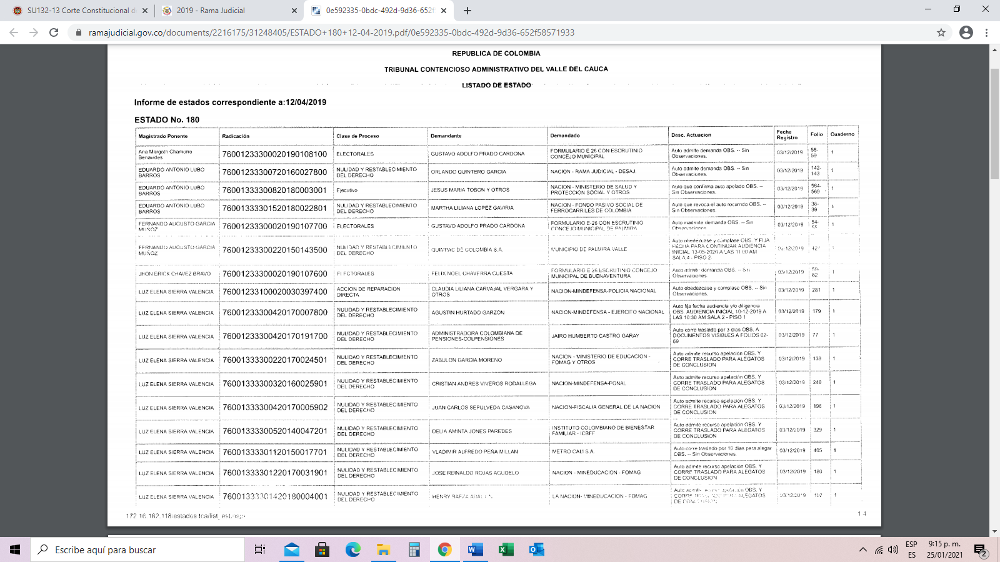 SU132-13 Corte Constitucional d
2019 - Rama Judicial
0e592335-0bdc-492d-9d36-652f
ramajudicial.gov.co/documents/2216175/31248405/ESTADO+180+12-04-2019.pdf/0e592335-0bdc-492d-9d36-652f58571933
REPUBLICA DE COLOMBIA
TRIBUNAL CONTENCIOSO ADMINISTRATIVO DEL VALLE DEL CAUCA
LISTADO DE ESTADO
Informe de estados correspondiente a:12/04/2019
ESTADO No. 180
Magistrado Ponente Radicación Clase de Proceso Demandante Demandado Desc. Actuacion Fecha Registro Folio Cuaderno
Ana Margoth Chamorro Benavides 76001233300020190108100 ELECTORALES GUSTAVO ADOLFO PRADO CARDONA FORMULARIO E 26 CON ESCRUTINIO CONCEJO MUNICIPAL Auto admite demanda OBS. -- Sin Observaciones. 03/12/2019 58-59 1
EDUARDO ANTONIO LUBO BARROS 76001233300720160027800 NULIDAD Y RESTABLECIMIENTO DEL DERECHO ORLANDO QUINTERO GARCIA NACION - RAMA JUDICIAL - DESAJ. Auto admite demanda OBS. -- Sin Observaciones. 03/12/2019 142-143 1
EDUARDO ANTONIO LUBO BARROS 76001333300820180003001 Ejecutivo JESUS MARIA TOBON Y OTROS NACION - MINISTERIO DE SALUD Y PROTECCION SOCIAL Y OTROS Auto que confirma auto apelado OBS. -- Sin Observaciones. 03/12/2019 564-569 1
EDUARDO ANTONIO LUBO BARROS 76001333301520180022801 NULIDAD Y RESTABLECIMIENTO DEL DERECHO MARTHA LILIANA LOPEZ GAVIRIA NACION - FONDO PASIVO SOCIAL DE FERROCARRILES DE COLOMBIA Auto que revoca el auto recurrido OBS. -- Sin Observaciones. 03/12/2019 36-39 1
FERNANDO AUGUSTO GARCIA MUÑOZ 76001233300020190107700 ELECTORALES GUSTAVO ADOLFO PRADO CARDONA FORMULARIO E-26 CON ESCRUTINIO CONCEJO MUNICIPAL DE PALMIRA Auto inadmite demanda OBS. -- Sin Observaciones. 03/12/2019 54-55 1
FERNANDO AUGUSTO GARCIA MUÑOZ 76001233300220150143500 NULIDAD Y RESTABLECIMIENTO DEL DERECHO QUIMPAC DE COLOMBIA S.A. MUNICIPIO DE PALMIRA VALLE Auto obedézcase y cúmplase OBS. Y FIJA FECHA PARA CONTINUAR AUDIENCIA INICIAL 13-05-2020 A LAS 11:00 AM. SALA 4 - PISO 2. 03/12/2019 427 1
JHON ERICK CHAVEZ BRAVO 76001233300020190107600 ELECTORALES FELIX NOEL CHAVERRA CUESTA FORMULARIO E 26 ESCRUTINIO CONCEJO MUNICIPAL DE BUENAVENTURA Auto admite demanda OBS. -- Sin Observaciones. 03/12/2019 59-62 1
LUZ ELENA SIERRA VALENCIA 76001233100020030397400 ACCION DE REPARACION DIRECTA CLAUDIA LILIANA CARVAJAL VERGARA Y OTROS NACION-MINDEFENSA-POLICIA NACIONAL Auto obedezcase y cumplase OBS. -- Sin Observaciones. 03/12/2019 281 1
LUZ ELENA SIERRA VALENCIA 76001233300420170007800 NULIDAD Y RESTABLECIMIENTO DEL DERECHO AGUSTIN HURTADO GARZON NACION-MINDEFENSA - EJERCITO NACIONAL Auto fija fecha audiencia y/o diligencia OBS. AUDIENCIA INICIAL 10-12-2019 A LAS 10:30 AM SALA 2 - PISO 1 03/12/2019 179 1
LUZ ELENA SIERRA VALENCIA 76001233300420170191700 NULIDAD Y RESTABLECIMIENTO DEL DERECHO ADMINISTRADORA COLOMBIANA DE PENSIONES-COLPENSIONES JAIRO HUMBERTO CASTRO GARAY Auto corre traslado por 3 dias OBS. A DOCUMENTOS VISIBLES A FOLIOS 62-69 03/12/2019 77 1
LUZ ELENA SIERRA VALENCIA 76001333300220170024501 NULIDAD Y RESTABLECIMIENTO DEL DERECHO ZABULON GARCIA MORENO NACION - MINISTERIO DE EDUCACION - FOMAG Y OTROS Auto admite recurso apelación OBS. Y CORRE TRASLADO PARA ALEGATOS DE CONCLUSION 03/12/2019 139 1
LUZ ELENA SIERRA VALENCIA 76001333300320160025901 NULIDAD Y RESTABLECIMIENTO DEL DERECHO CRISTIAN ANDRES VIVEROS RODALLEGA NACION-MINDEFENSA-PONAL Auto admite recurso apelación OBS. Y CORRE TRASLADO PARA ALEGATOS DE CONCLUSION 03/12/2019 240 1
LUZ ELENA SIERRA VALENCIA 76001333300420170005902 NULIDAD Y RESTABLECIMIENTO DEL DERECHO JUAN CARLOS SEPULVEDA CASANOVA NACION-FISCALIA GENERAL DE LA NACION Auto admite recurso apelación OBS. Y CORRE TRASLADO PARA ALEGATOS DE CONCLUSION 03/12/2019 196 1
LUZ ELENA SIERRA VALENCIA 76001333300520140047201 NULIDAD Y RESTABLECIMIENTO DEL DERECHO DELIA AMINTA JONES PAREDES INSTITUTO COLOMBIANO DE BIENESTAR FAMILIAR - ICBFF Auto admite recurso apelación OBS. Y CORRE TRASLADO PARA ALEGATOS DE CONCLUSION 03/12/2019 329 1
LUZ ELENA SIERRA VALENCIA 76001333301120150017701 NULIDAD Y RESTABLECIMIENTO DEL DERECHO VLADIMIR ALFREDO PEÑA MILLAN METRO CALI S.A. Auto corre traslado por 10 dias para alegar OBS. -- Sin Observaciones. 03/12/2019 405 1
LUZ ELENA SIERRA VALENCIA 76001333301220170031901 NULIDAD Y RESTABLECIMIENTO DEL DERECHO JOSE REINALDO ROJAS AGUDELO NACION - MINEDUCACION - FOMAG Auto admite recurso apelación OBS. Y CORRE TRASLADO PARA ALEGATOS DE CONCLUSION 03/12/2019 180 1
LUZ ELENA SIERRA VALENCIA 76001333301420180004001 NULIDAD Y RESTABLECIMIENTO DEL DERECHO HENRY BAEZA LA NACION- MINEDUCACION - FOMAG Auto admite recurso apelación OBS. Y CORRE TRASLADO PARA ALEGATOS DE CONCLUSION 03/12/2019 102 1
172.16.182.118/estados
Escribe aquí para buscar
ESP
ES
9:15 p. m.
25/01/2021
2